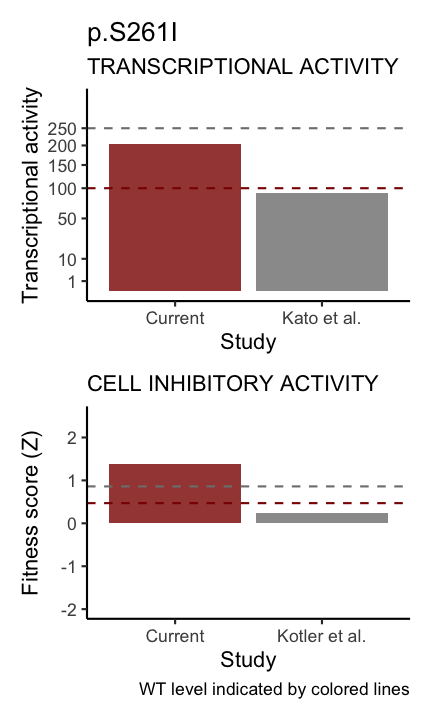 p.S261I
TRANSCRIPTIONAL ACTIVITY
Transcriptional activity
250
200
150
100
50
10
1
Current
Kato et al.
Study
CELL INHIBITORY ACTIVITY
Fitness score (Z)
2
1
0
-1
-2
Current
Kotler et al.
Study
WT level indicated by colored lines